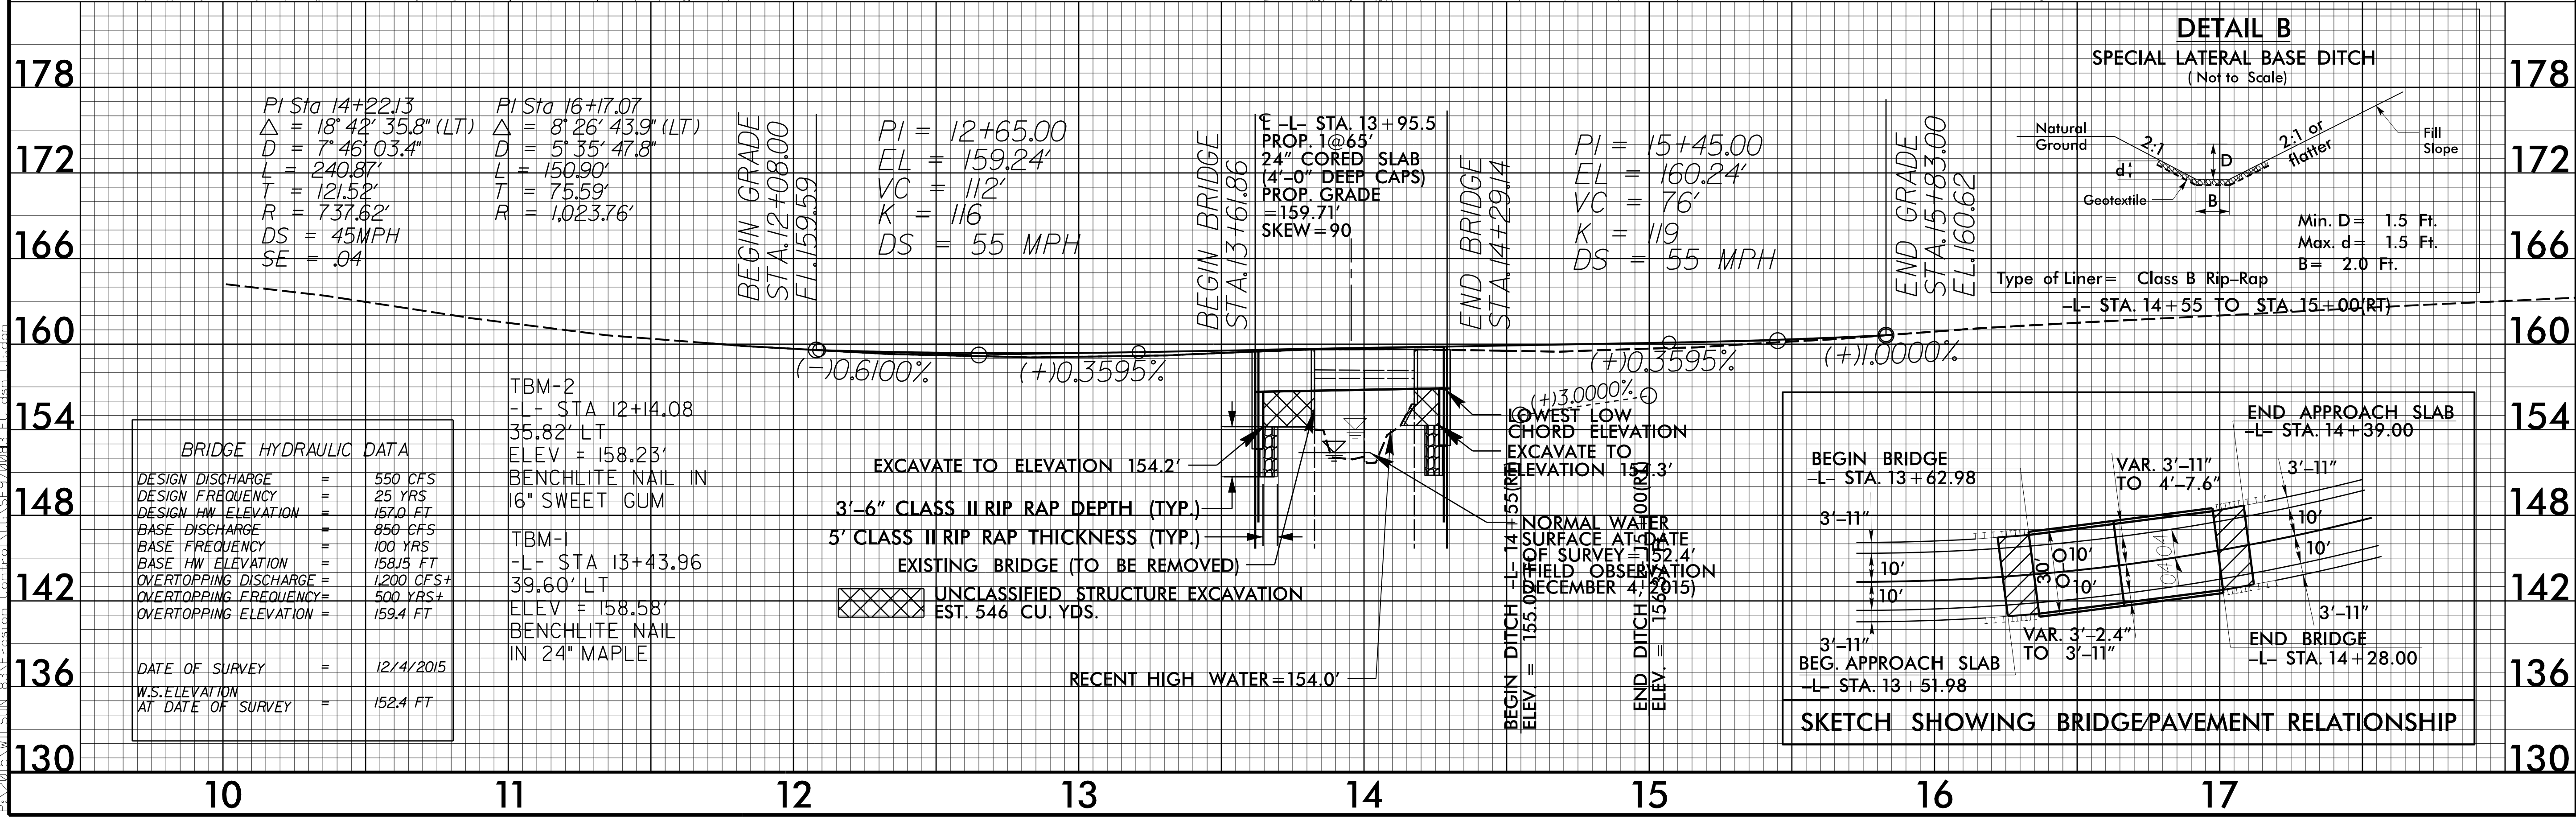 178
172
166
160
154
148
142
136
130
PI Sta 14+22.13
△ = 18° 42' 35.8" (LT)
D = 7° 46' 03.4"
L = 240.87'
T = 121.52'
R = 737.62'
DS = 45MPH
SE = .04
PI Sta 16+17.07
△ = 8° 26' 43.9" (LT)
D = 5° 35' 47.8"
L = 150.90'
T = 75.59'
R = 1,023.76'
BEGIN GRADE
STA.12+08.00
EL.159.59
PI = 12+65.00
EL = 159.24'
VC = 112'
K = 116
DS = 55 MPH
BEGIN BRIDGE
STA.13+61.86
℄ -L- STA. 13+95.5
PROP. 1@65'
24" CORED SLAB
(4'-0" DEEP CAPS)
PROP. GRADE
=159.71'
SKEW=90
END BRIDGE
STA.14+29.14
PI = 15+45.00
EL = 160.24'
VC = 76'
K = 119
DS = 55 MPH
END GRADE
STA.15+83.00
EL.160.62
DETAIL B
SPECIAL LATERAL BASE DITCH
( Not to Scale)
Natural
Ground
2:1
D
d
2:1 or
flatter
Fill
Slope
Geotextile
B
Min. D= 1.5 Ft.
Max. d= 1.5 Ft.
B= 2.0 Ft.
Type of Liner= Class B Rip-Rap
-L- STA. 14+55 TO STA. 15+00(RT)
178
172
166
160
154
148
142
136
130
(-)0.6100%
(+)0.3595%
(+)0.3595%
(+)1.0000%
(+)3.0000%
BRIDGE HYDRAULIC DATA
DESIGN DISCHARGE = 550 CFS
DESIGN FREQUENCY = 25 YRS
DESIGN HW ELEVATION = 157.0 FT
BASE DISCHARGE = 850 CFS
BASE FREQUENCY = 100 YRS
BASE HW ELEVATION = 158.15 FT
OVERTOPPING DISCHARGE = 1,200 CFS+
OVERTOPPING FREQUENCY= 500 YRS+
OVERTOPPING ELEVATION = 159.4 FT
DATE OF SURVEY = 12/4/2015
W.S.ELEVATION
AT DATE OF SURVEY = 152.4 FT
TBM-2
-L- STA 12+14.08
35.82' LT
ELEV = 158.23'
BENCHLITE NAIL IN
16" SWEET GUM
TBM-1
-L- STA 13+43.96
39.60' LT
ELEV = 158.58'
BENCHLITE NAIL
IN 24" MAPLE
EXCAVATE TO ELEVATION 154.2'
3'-6" CLASS II RIP RAP DEPTH (TYP.)
5' CLASS II RIP RAP THICKNESS (TYP.)
EXISTING BRIDGE (TO BE REMOVED)
UNCLASSIFIED STRUCTURE EXCAVATION
EST. 546 CU. YDS.
RECENT HIGH WATER=154.0'
LOWEST LOW
CHORD ELEVATION
EXCAVATE TO
ELEVATION 154.3'
NORMAL WATER
SURFACE AT DATE
OF SURVEY=152.4'
(FIELD OBSERVATION
DECEMBER 4, 2015)
BEGIN DITCH -L- 14+55(RT)
ELEV = 155.0
END DITCH -L- 15+00(RT)
ELEV. = 156
BEGIN BRIDGE
-L- STA. 13+62.98
END APPROACH SLAB
-L- STA. 14+39.00
VAR. 3'-11"
TO 4'-7.6"
3'-11"
3'-11"
10'
10'
30'
10'
10'
0404
10'
10'
3'-11"
3'-11"
VAR. 3'-2.4"
TO 3'-11"
BEG. APPROACH SLAB
-L- STA. 13+51.98
END BRIDGE
-L- STA. 14+28.00
SKETCH SHOWING BRIDGE/PAVEMENT RELATIONSHIP
10 11 12 13 14 15 16 17